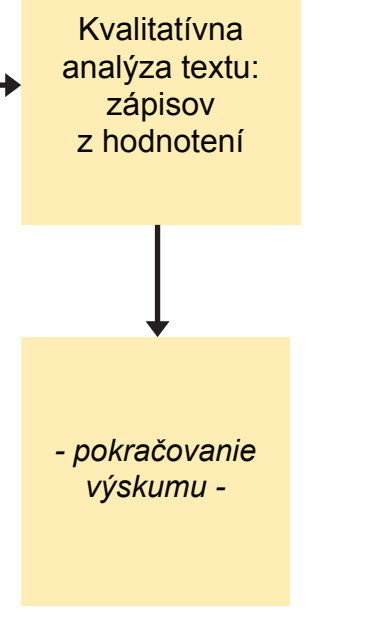 Kvalitatívna
analýza textu:
zápisov
z hodnotení
- pokračovanie
výskumu -